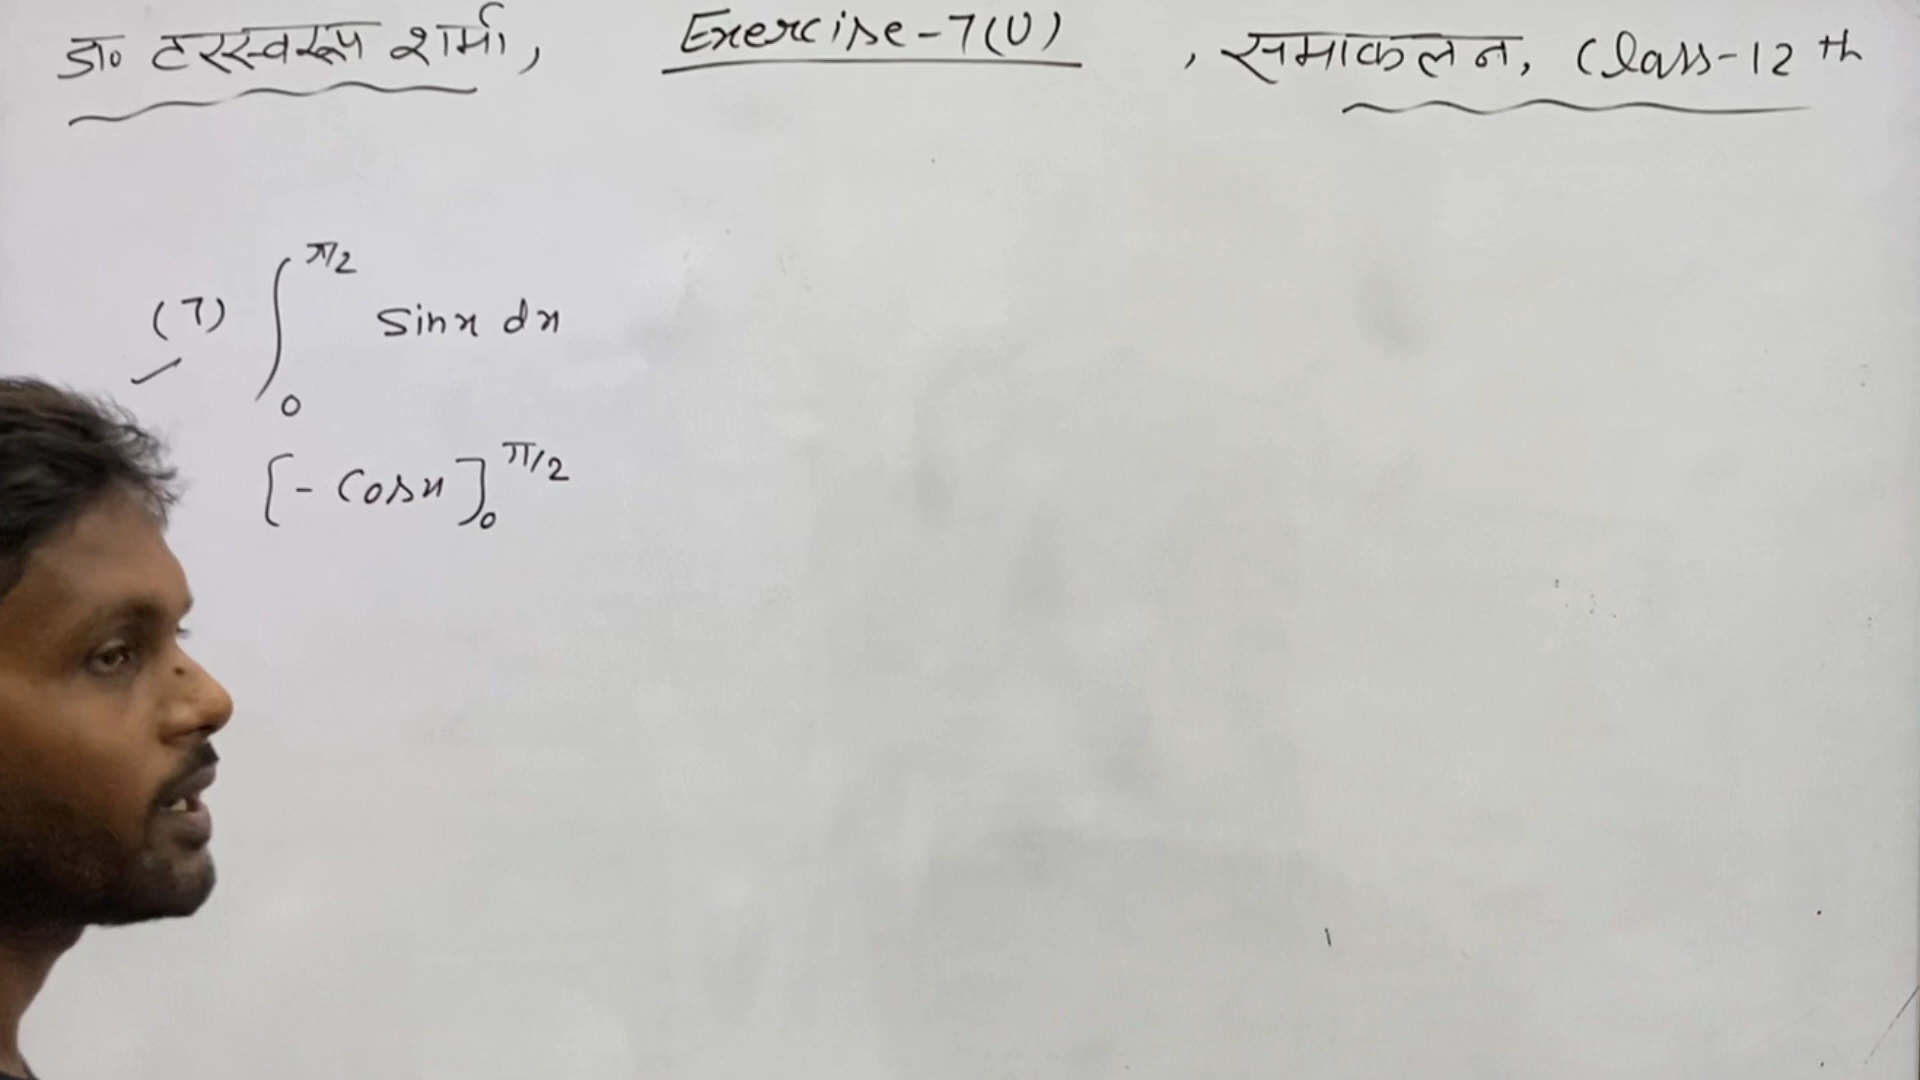 डा० हरस्वरूप शर्मा, Exercise-7(U) , समाकलन, Class-12th
(7) ∫₀^π/2 sinx dx
[- Cosx]₀^π/2